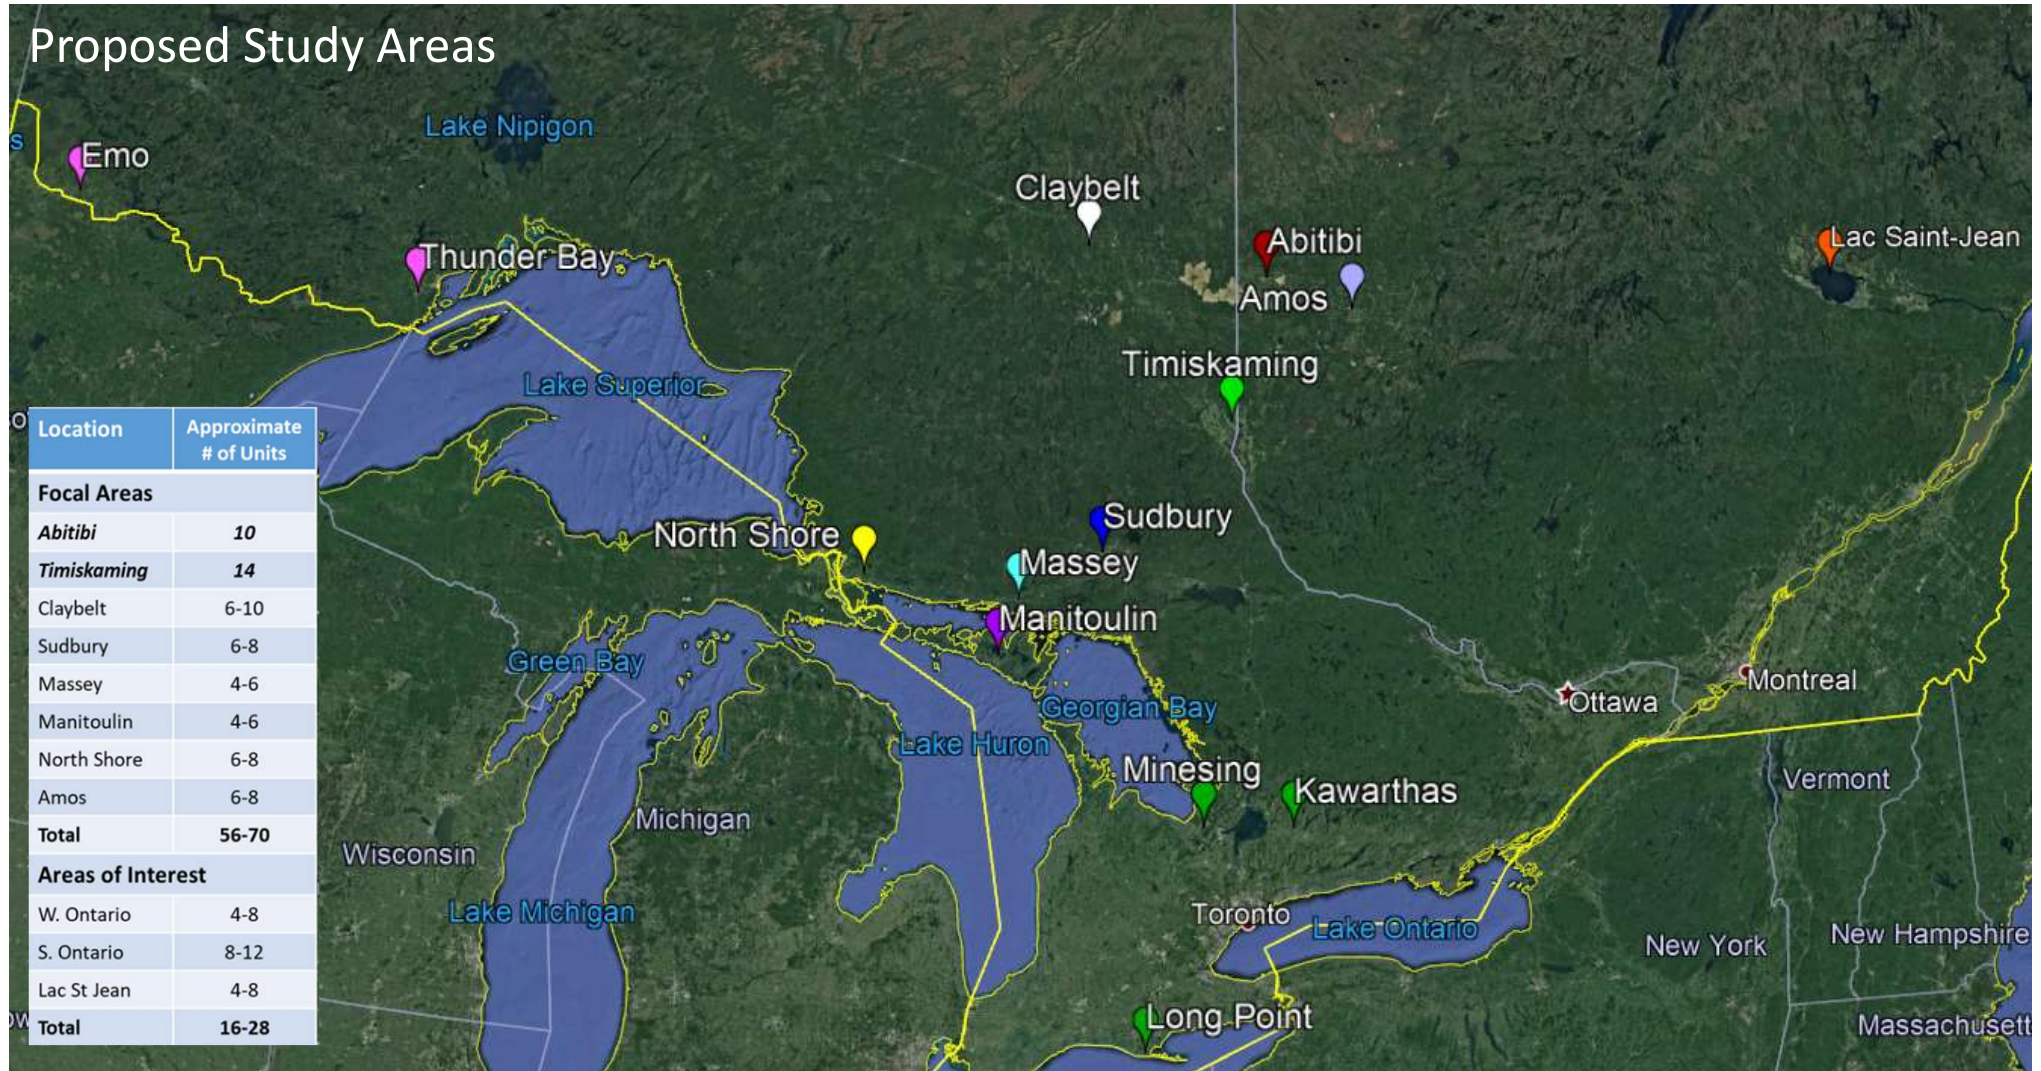 Proposed Study Areas
Lake Nipigon
s
Emo
Claybelt
Thunder Bay
Abitibi
Lac Saint-Jean
Amos
Timiskaming
Lake Superior
Location Approximate # of Units
Focal Areas
Abitibi 10
Timiskaming 14
Claybelt 6-10
Sudbury 6-8
Massey 4-6
Manitoulin 4-6
North Shore 6-8
Amos 6-8
Total 56-70
Areas of Interest
W. Ontario 4-8
S. Ontario 8-12
Lac St Jean 4-8
Total 16-28
North Shore
Sudbury
Massey
Manitoulin
Green Bay
Georgian Bay
Lake Huron
Ottawa
Montreal
Minesing
Kawarthas
Vermont
Michigan
Wisconsin
Lake Michigan
Toronto
Lake Ontario
New York
New Hampshire
Long Point
Massachusett